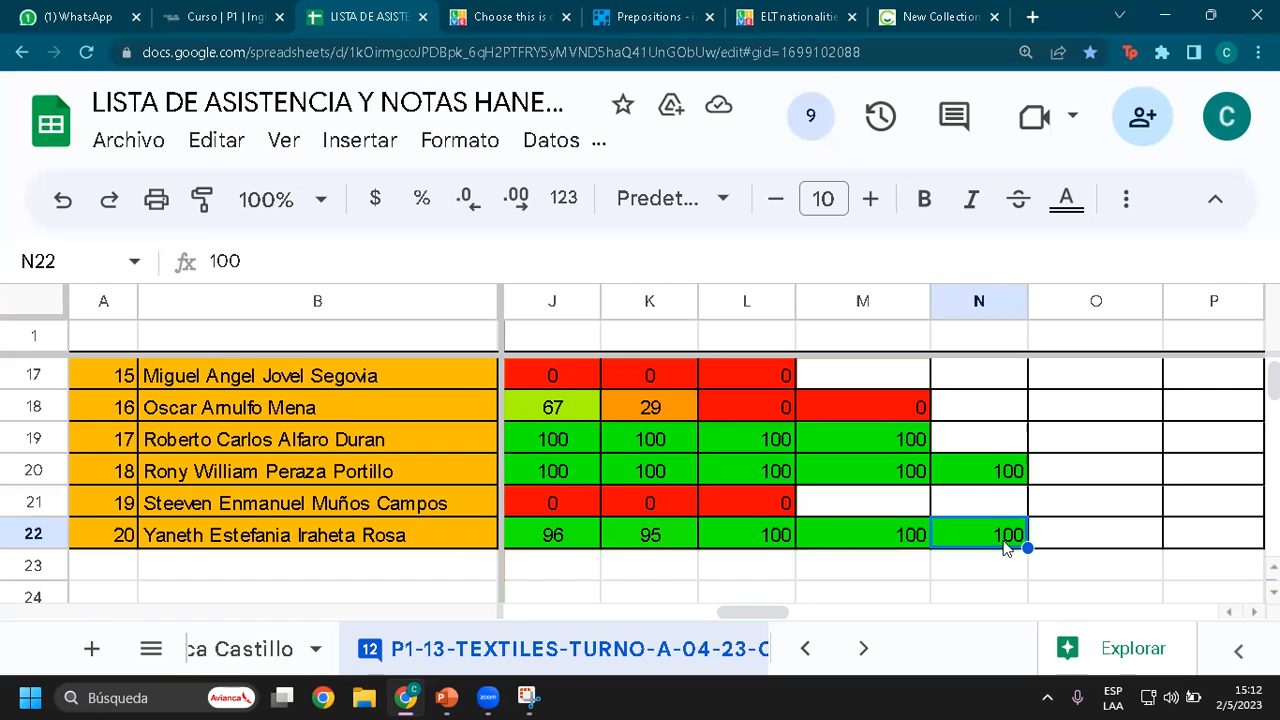 (1) WhatsApp
Curso | P1 | Ingl
LISTA DE ASISTE
Choose this is c
Prepositions - i
ELT nationalitie
New Collection
docs.google.com/spreadsheets/d/1kOirmgcoJPDBpk_6qH2PTFRY5yMVND5haQ41UnGObUw/edit#gid=1699102088
C
LISTA DE ASISTENCIA Y NOTAS HANE...
9
C
Archivo Editar Ver Insertar Formato Datos ...
100% $ % .0 .00 123 Predet... − 10 + B I S A
N22 fx 100
A B J K L M N O P
1
17 15 Miguel Angel Jovel Segovia 0 0 0
18 16 Oscar Arnulfo Mena 67 29 0 0
19 17 Roberto Carlos Alfaro Duran 100 100 100 100
20 18 Rony William Peraza Portillo 100 100 100 100 100
21 19 Steeven Enmanuel Muños Campos 0 0 0
22 20 Yaneth Estefania Iraheta Rosa 96 95 100 100 100
23
24
ca Castillo 12 P1-13-TEXTILES-TURNO-A-04-23-C Explorar
Búsqueda Avianca ESP LAA 15:12 2/5/2023